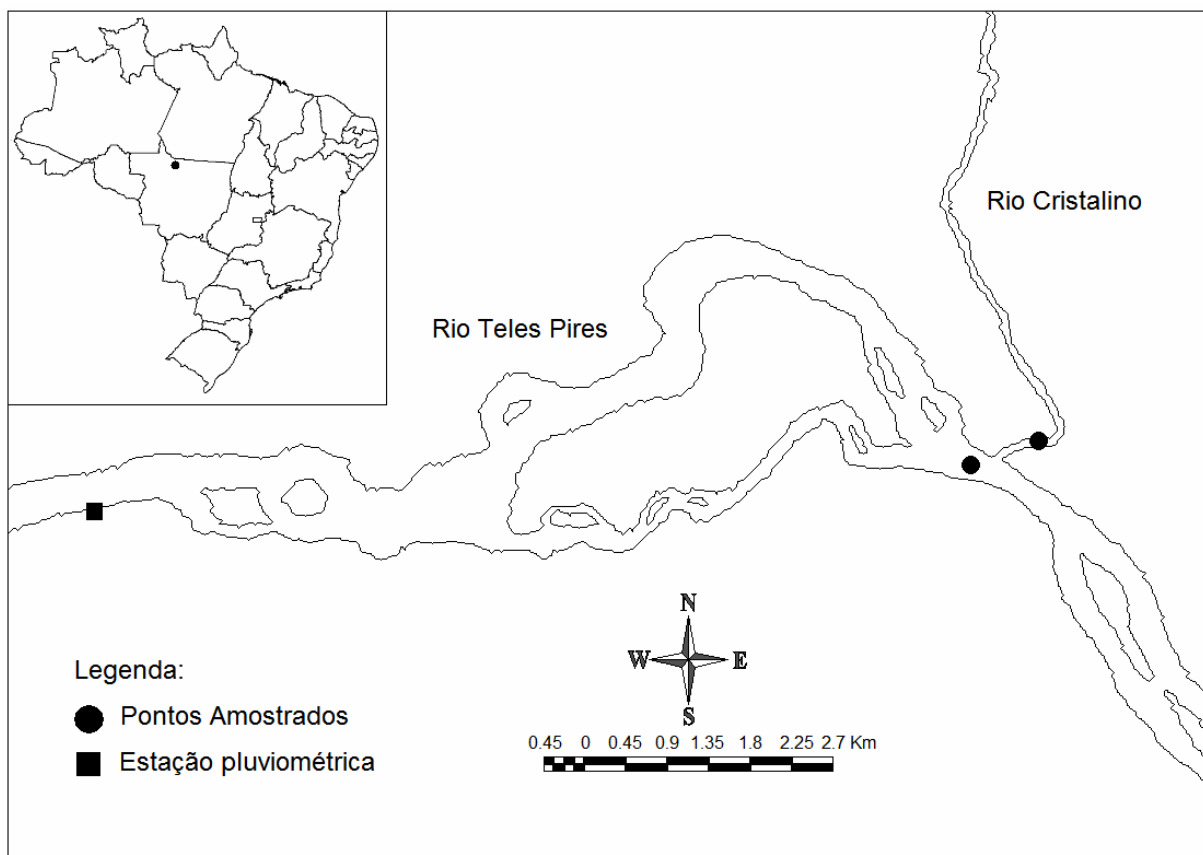 Rio Cristalino
Rio Teles Pires
N
W E
S
Legenda:
Pontos Amostrados
Estação pluviométrica
0.45 0 0.45 0.9 1.35 1.8 2.25 2.7 Km